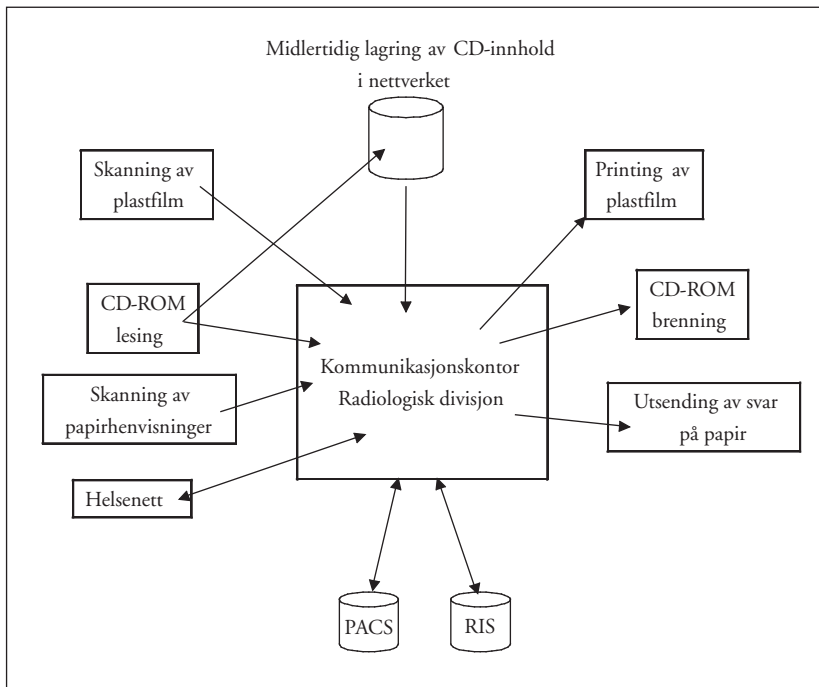 Midlertidig lagring av CD-innhold
i nettverket
Skanning av
plastfilm
Printing av
plastfilm
CD-ROM
lesing
CD-ROM
brenning
Kommunikasjonskontor
Radiologisk divisjon
Skanning av
papirhenvisninger
Utsending av svar
på papir
Helsenett
PACS
RIS